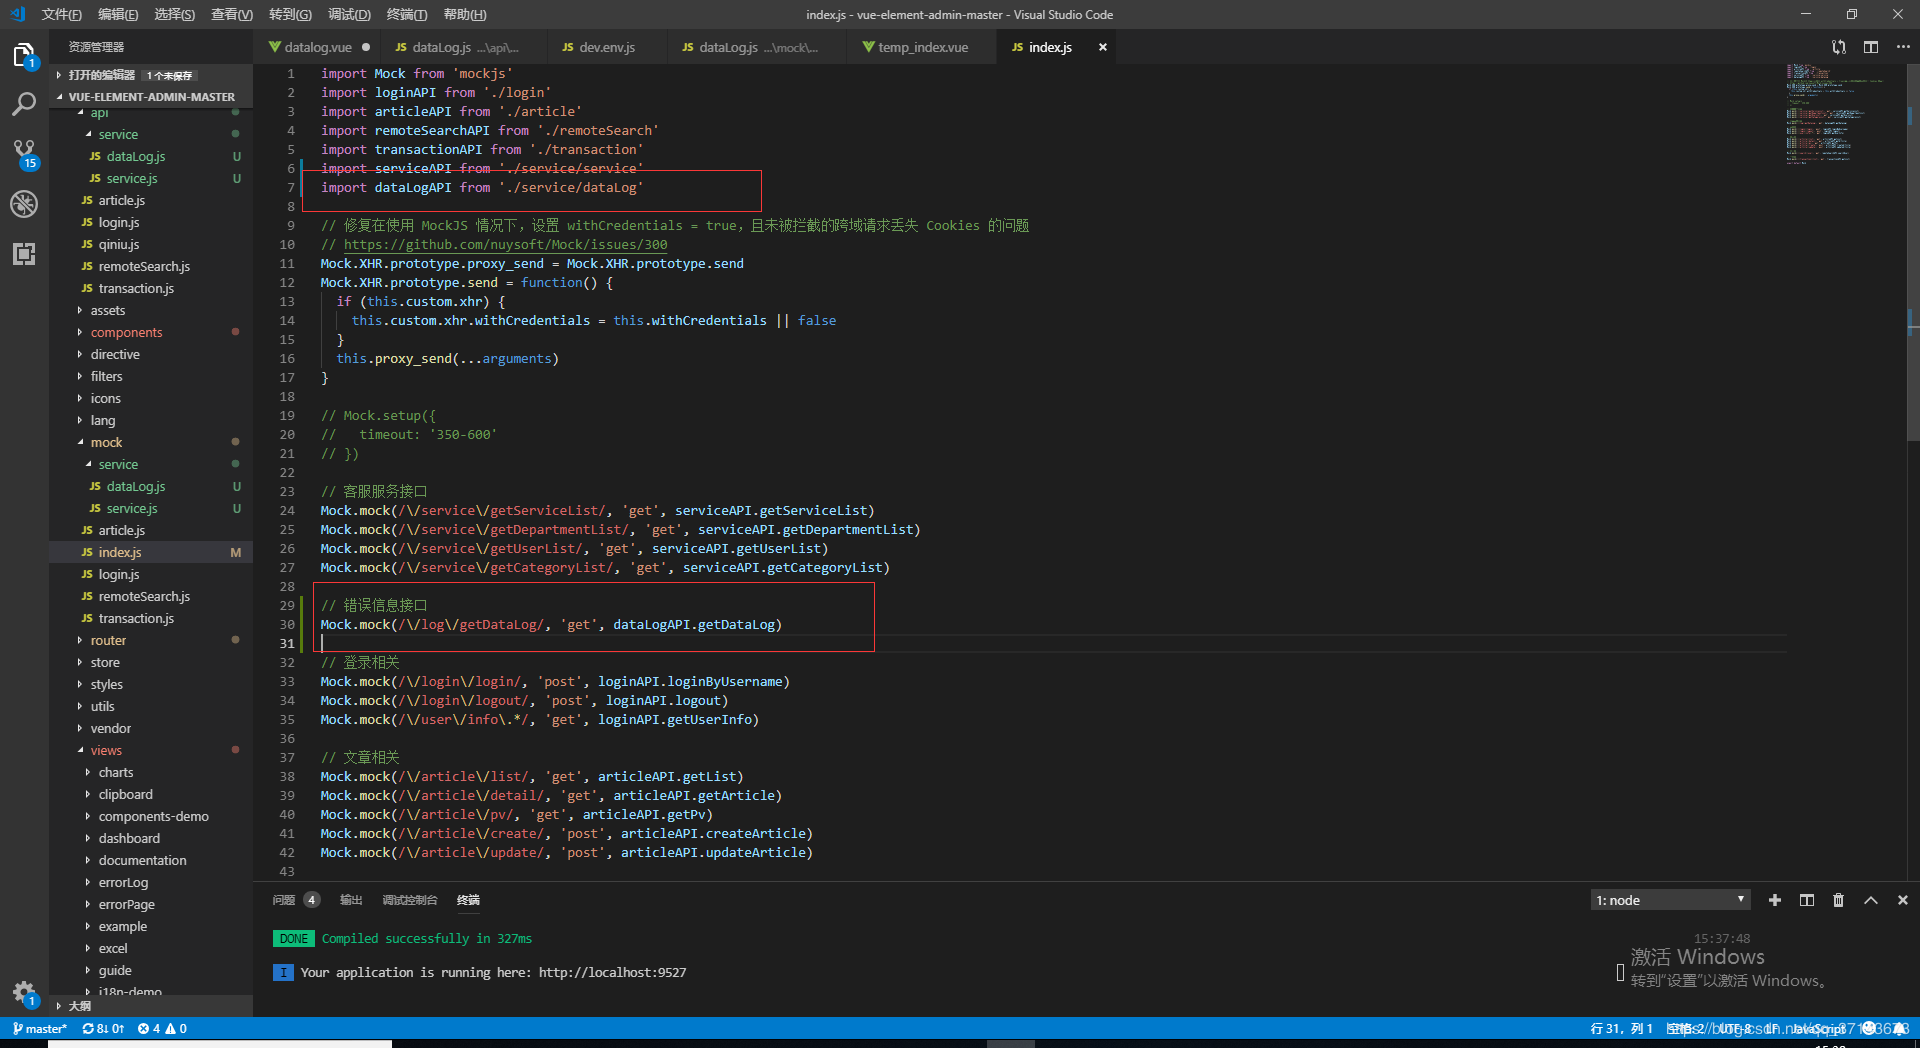 文件(F) 编辑(E) 选择(S) 查看(V) 转到(G) 调试(D) 终端(T) 帮助(H)
index.js - vue-element-admin-master - Visual Studio Code
资源管理器
datalog.vue
JS dataLog.js ...\api\...
JS dev.env.js
JS dataLog.js ...\mock\...
temp_index.vue
JS index.js
1
15
1
打开的编辑器 1 个未保存
VUE-ELEMENT-ADMIN-MASTER
api
service
JS dataLog.js U
JS service.js U
JS article.js
JS login.js
JS qiniu.js
JS remoteSearch.js
JS transaction.js
assets
components
directive
filters
icons
lang
mock
service
JS dataLog.js U
JS service.js U
JS article.js
JS index.js M
JS login.js
JS remoteSearch.js
JS transaction.js
router
store
styles
utils
vendor
views
charts
clipboard
components-demo
dashboard
documentation
errorLog
errorPage
example
excel
guide
i18n-demo
大纲
1 import Mock from 'mockjs'
2 import loginAPI from './login'
3 import articleAPI from './article'
4 import remoteSearchAPI from './remoteSearch'
5 import transactionAPI from './transaction'
6 import serviceAPI from './service/service'
7 import dataLogAPI from './service/dataLog'
8
9 // 修复在使用 MockJS 情况下，设置 withCredentials = true，且未被拦截的跨域请求丢失 Cookies 的问题
10 // https://github.com/nuysoft/Mock/issues/300
11 Mock.XHR.prototype.proxy_send = Mock.XHR.prototype.send
12 Mock.XHR.prototype.send = function() {
13 if (this.custom.xhr) {
14 this.custom.xhr.withCredentials = this.withCredentials || false
15 }
16 this.proxy_send(...arguments)
17 }
18
19 // Mock.setup({
20 // timeout: '350-600'
21 // })
22
23 // 客服服务接口
24 Mock.mock(/\/service\/getServiceList/, 'get', serviceAPI.getServiceList)
25 Mock.mock(/\/service\/getDepartmentList/, 'get', serviceAPI.getDepartmentList)
26 Mock.mock(/\/service\/getUserList/, 'get', serviceAPI.getUserList)
27 Mock.mock(/\/service\/getCategoryList/, 'get', serviceAPI.getCategoryList)
28
29 // 错误信息接口
30 Mock.mock(/\/log\/getDataLog/, 'get', dataLogAPI.getDataLog)
31
32 // 登录相关
33 Mock.mock(/\/login\/login/, 'post', loginAPI.loginByUsername)
34 Mock.mock(/\/login\/logout/, 'post', loginAPI.logout)
35 Mock.mock(/\/user\/info\.*/, 'get', loginAPI.getUserInfo)
36
37 // 文章相关
38 Mock.mock(/\/article\/list/, 'get', articleAPI.getList)
39 Mock.mock(/\/article\/detail/, 'get', articleAPI.getArticle)
40 Mock.mock(/\/article\/pv/, 'get', articleAPI.getPv)
41 Mock.mock(/\/article\/create/, 'post', articleAPI.createArticle)
42 Mock.mock(/\/article\/update/, 'post', articleAPI.updateArticle)
43
问题 4 输出 调试控制台 终端
1: node
DONE Compiled successfully in 327ms
15:37:48
I Your application is running here: http://localhost:9527
激活 Windows
转到"设置"以激活 Windows。
master* 8↓ 0↑ 4 0
行 31，列 1 空格: 2 UTF-8 LF JavaScript